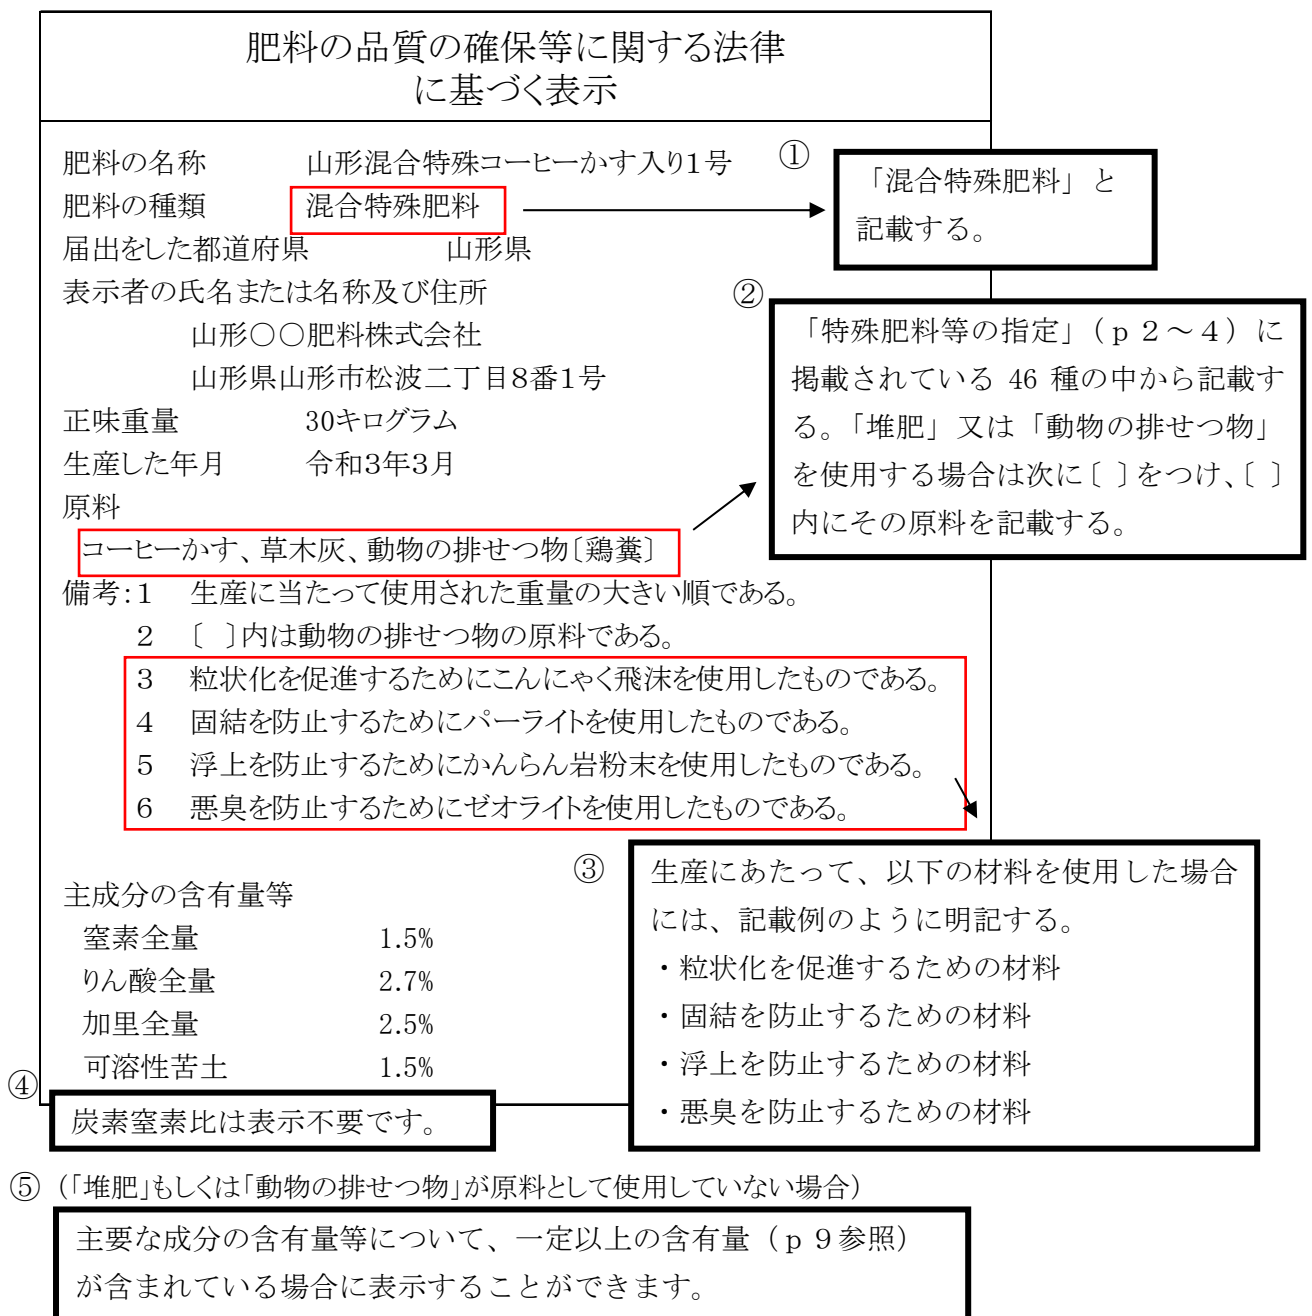 肥料の品質の確保等に関する法律
に基づく表示
肥料の名称 山形混合特殊コーヒーかす入り1号
肥料の種類 混合特殊肥料
届出をした都道府県 山形県
表示者の氏名または名称及び住所
山形○○肥料株式会社
山形県山形市松波二丁目8番1号
正味重量 30キログラム
生産した年月 令和3年3月
原料
コーヒーかす、草木灰、動物の排せつ物〔鶏糞〕
備考:1 生産に当たって使用された重量の大きい順である。
2 〔 〕内は動物の排せつ物の原料である。
3 粒状化を促進するためにこんにゃく飛沫を使用したものである。
4 固結を防止するためにパーライトを使用したものである。
5 浮上を防止するためにかんらん岩粉末を使用したものである。
6 悪臭を防止するためにゼオライトを使用したものである。
主成分の含有量等
窒素全量 1.5%
りん酸全量 2.7%
加里全量 2.5%
可溶性苦土 1.5%
①
「混合特殊肥料」と
記載する。
②
「特殊肥料等の指定」(p2~4)に
掲載されている 46 種の中から記載す
る。「堆肥」又は「動物の排せつ物」
を使用する場合は次に〔 〕をつけ、〔 〕
内にその原料を記載する。
③
生産にあたって、以下の材料を使用した場合
には、記載例のように明記する。
・粒状化を促進するための材料
・固結を防止するための材料
・浮上を防止するための材料
・悪臭を防止するための材料
④
炭素窒素比は表示不要です。
⑤ (「堆肥」もしくは「動物の排せつ物」が原料として使用していない場合)
主要な成分の含有量等について、一定以上の含有量(p9参照)
が含まれている場合に表示することができます。